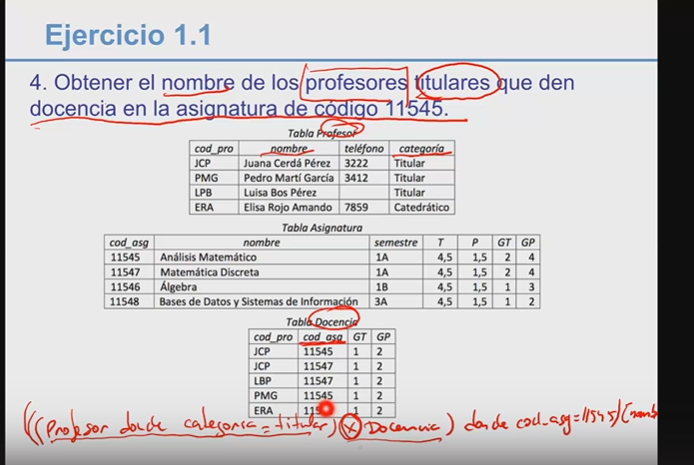 Ejercicio 1.1
4. Obtener el nombre de los profesores titulares que den
docencia en la asignatura de código 11545.
Tabla Profesor
cod_pro nombre teléfono categoría
JCP Juana Cerdá Pérez 3222 Titular
PMG Pedro Martí García 3412 Titular
LPB Luisa Bos Pérez Titular
ERA Elisa Rojo Amando 7859 Catedrático
Tabla Asignatura
cod_asg nombre semestre T P GT GP
11545 Análisis Matemático 1A 4,5 1,5 2 4
11547 Matemática Discreta 1A 4,5 1,5 2 4
11546 Álgebra 1B 4,5 1,5 1 3
11548 Bases de Datos y Sistemas de Información 3A 4,5 1,5 1 2
Tabla Docencia
cod_pro cod_asg GT GP
JCP 11545 1 2
JCP 11547 1 2
LBP 11547 1 2
PMG 11545 1 2
ERA 1 2
(((Profesor donde categoría = titular) X Docencia) donde cod_asg=11545)[nomb